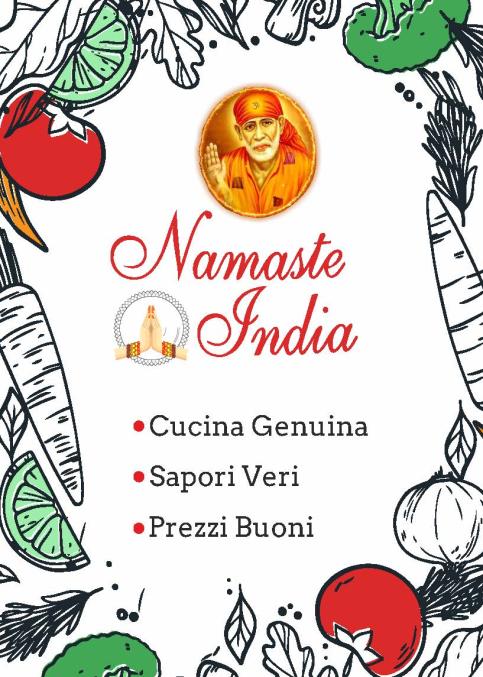 Namaste
India
•Cucina Genuina
•Sapori Veri
•Prezzi Buoni